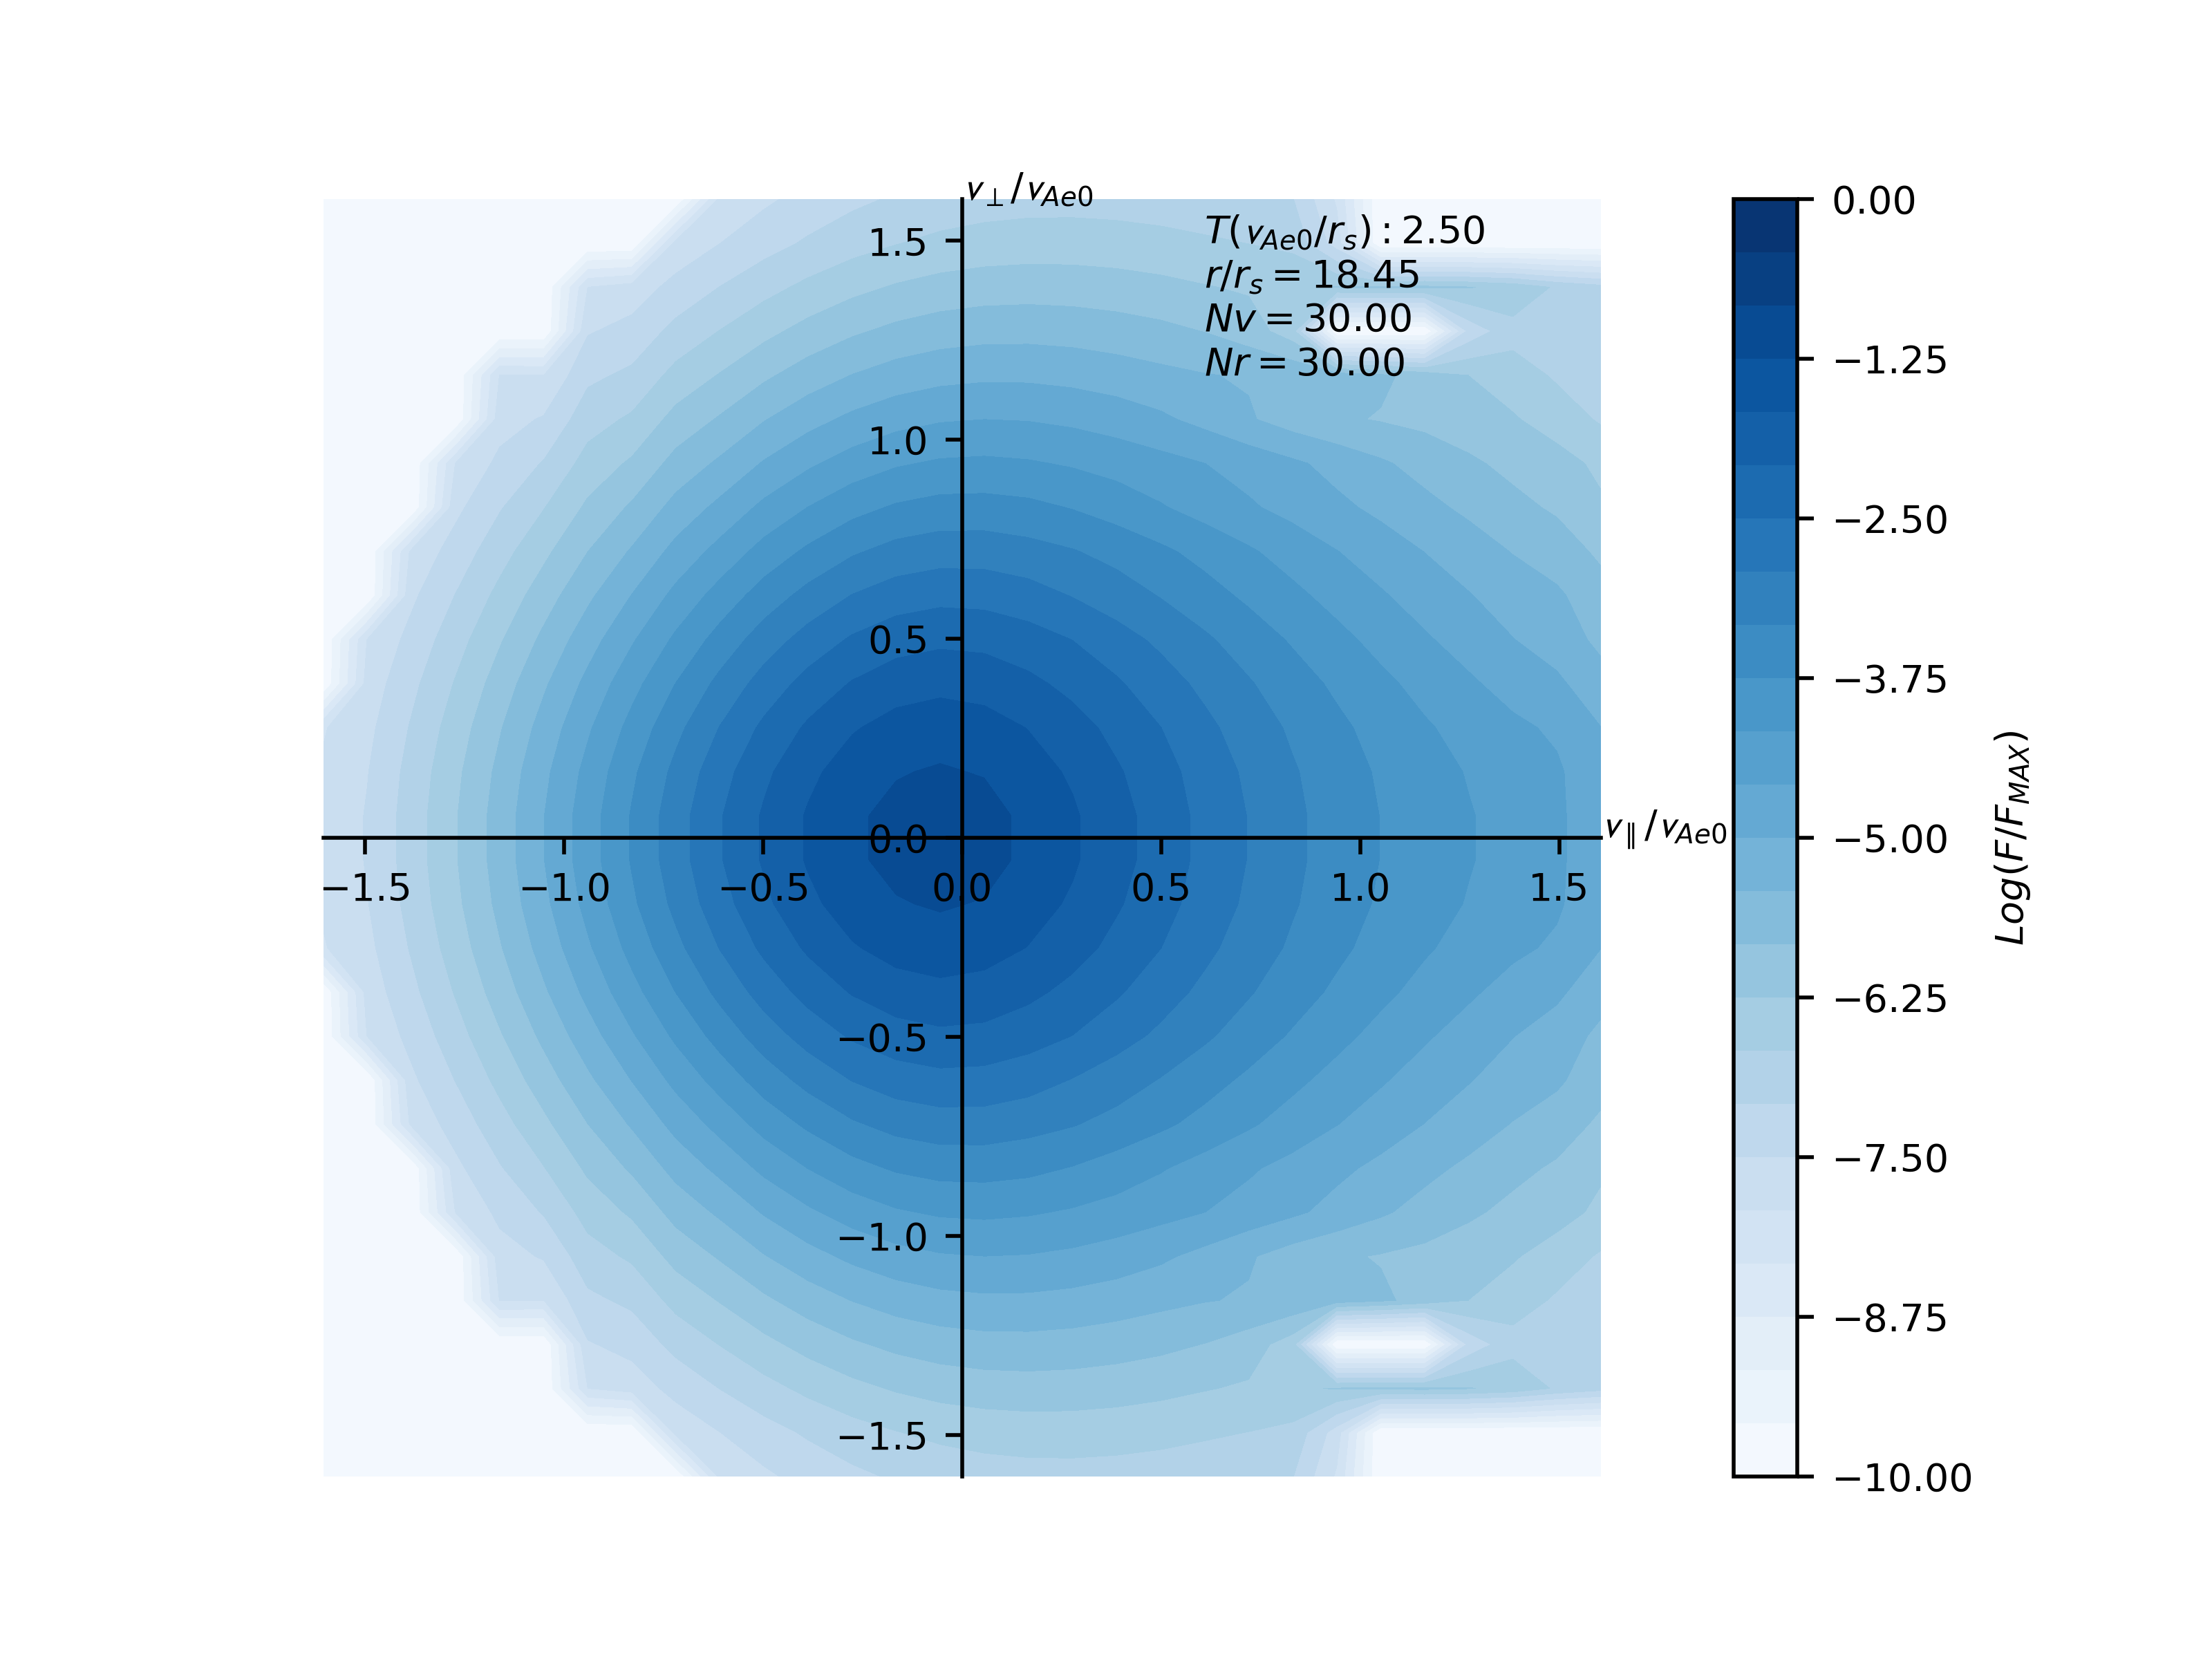 v⊥/vAe0
T(vAe0/rs):2.50
r/rs=18.45
Nv=30.00
Nr=30.00
1.5
1.0
0.5
0.0
−0.5
−1.0
−1.5
−1.5 −1.0 −0.5 0.0 0.5 1.0 1.5
v∥/vAe0
0.00
−1.25
−2.50
−3.75
−5.00
−6.25
−7.50
−8.75
−10.00
Log(F/FMAX)